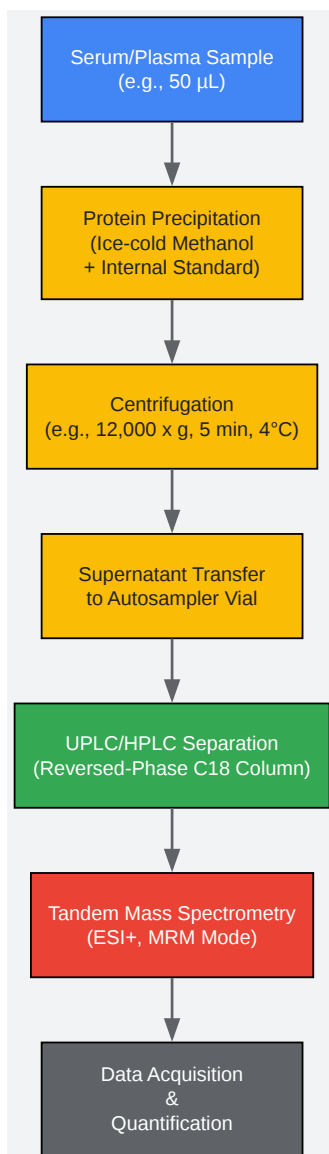 Serum/Plasma Sample
(e.g., 50 µL)
Protein Precipitation
(Ice-cold Methanol
+ Internal Standard)
Centrifugation
(e.g., 12,000 x g, 5 min, 4°C)
Supernatant Transfer
to Autosampler Vial
UPLC/HPLC Separation
(Reversed-Phase C18 Column)
Tandem Mass Spectrometry
(ESI+, MRM Mode)
Data Acquisition
&
Quantification